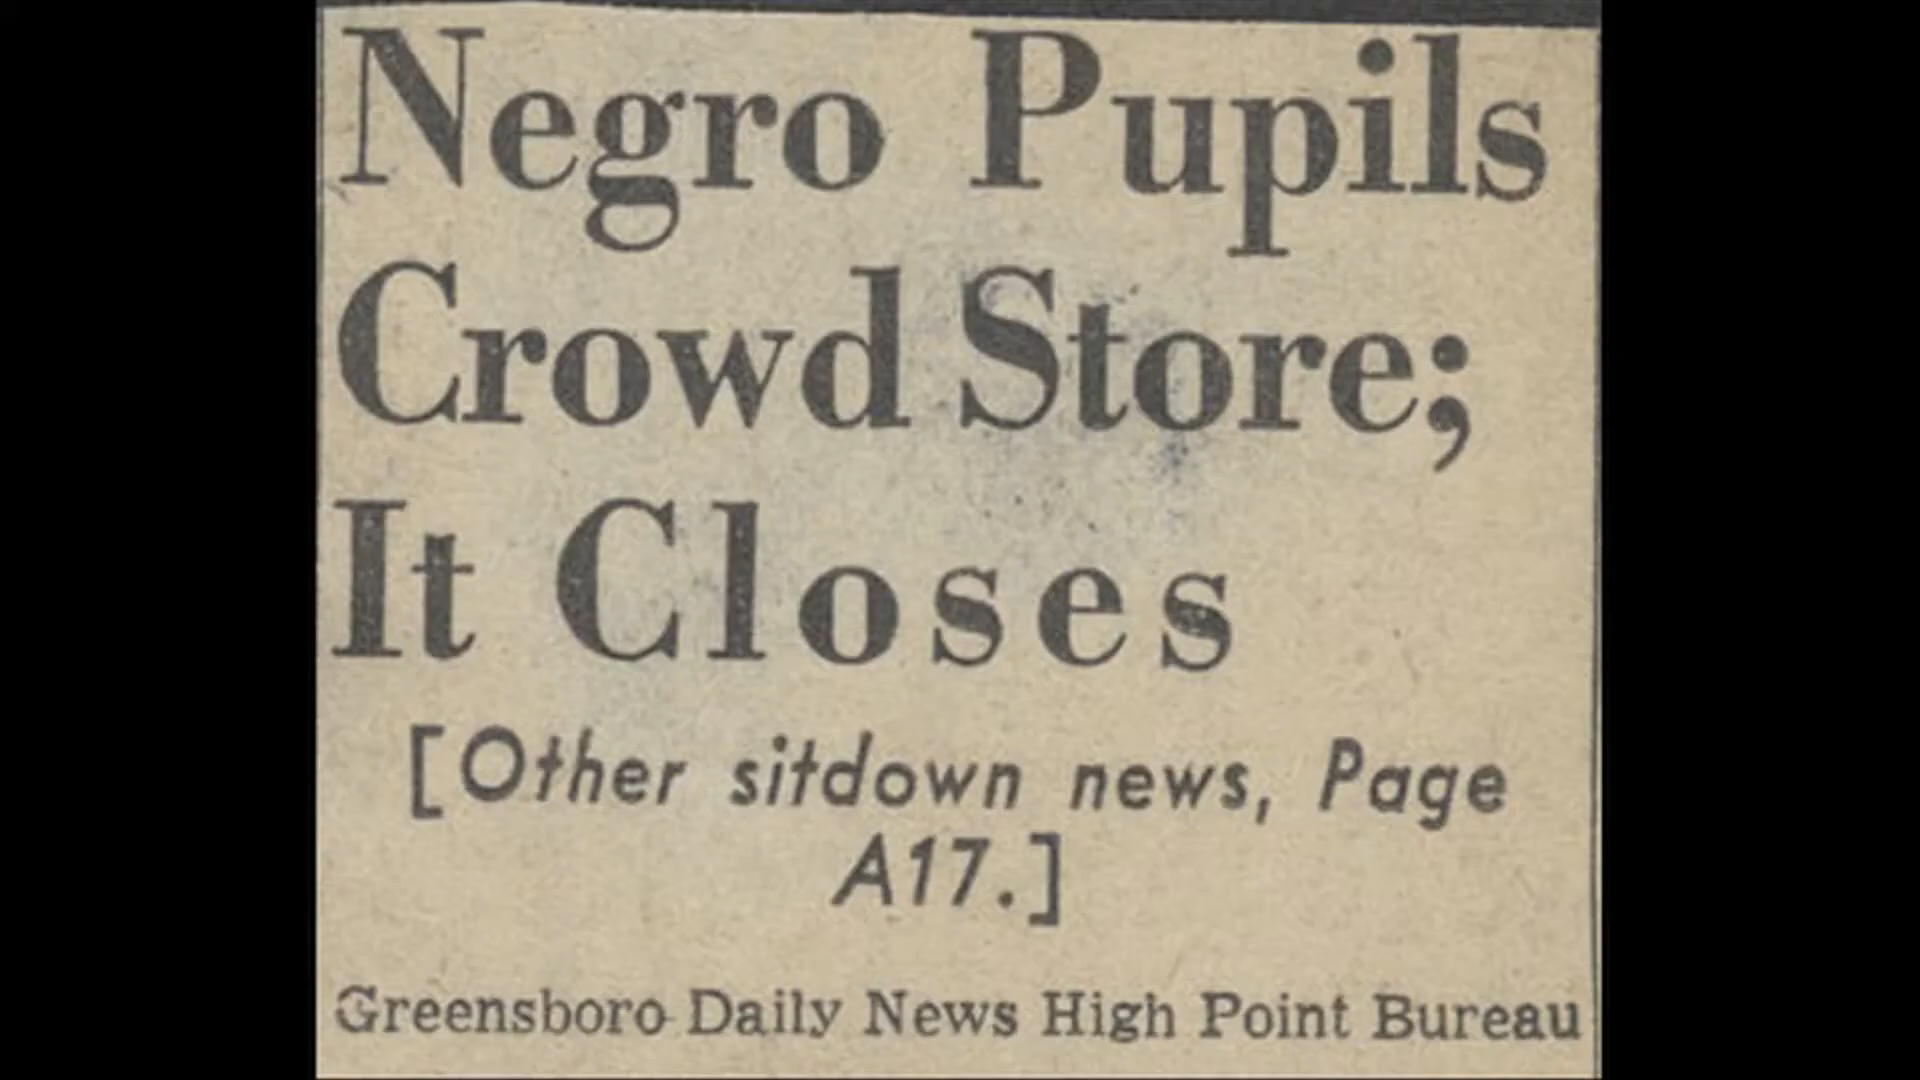 Negro Pupils
Crowd Store;
It Closes
[Other sitdown news, Page
A17.]
Greensboro Daily News High Point Bureau